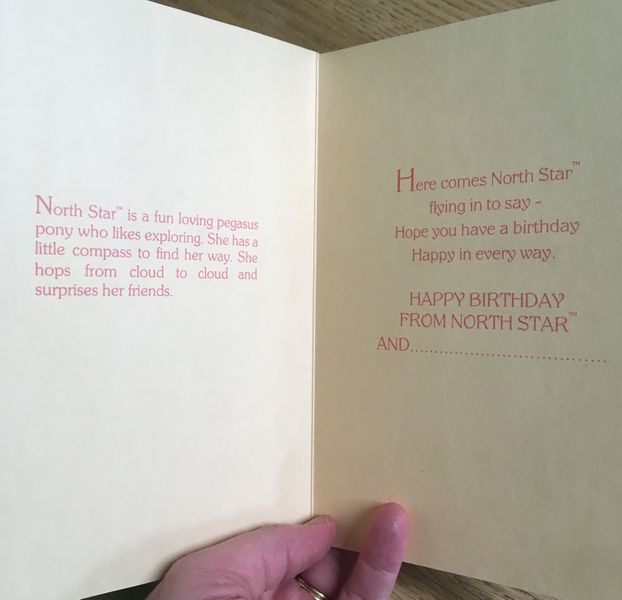 North Star™ is a fun loving pegasus
pony who likes exploring. She has a
little compass to find her way. She
hops from cloud to cloud and
surprises her friends.
Here comes North Star™
flying in to say -
Hope you have a birthday
Happy in every way.
HAPPY BIRTHDAY
FROM NORTH STAR™
AND.......................................